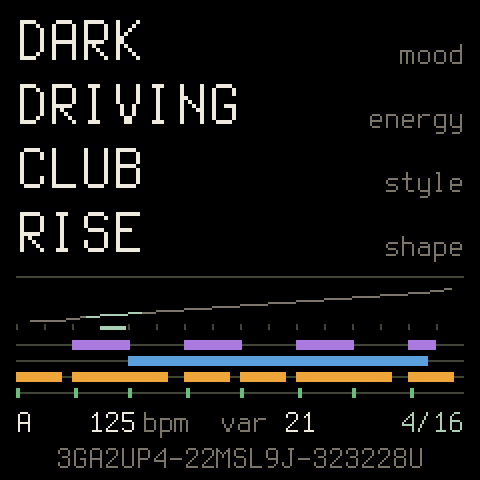 DARK mood
DRIVING energy
CLUB style
RISE shape
A 125 bpm var 21 4/16
3GA2UP4-22MSL9J-323228U